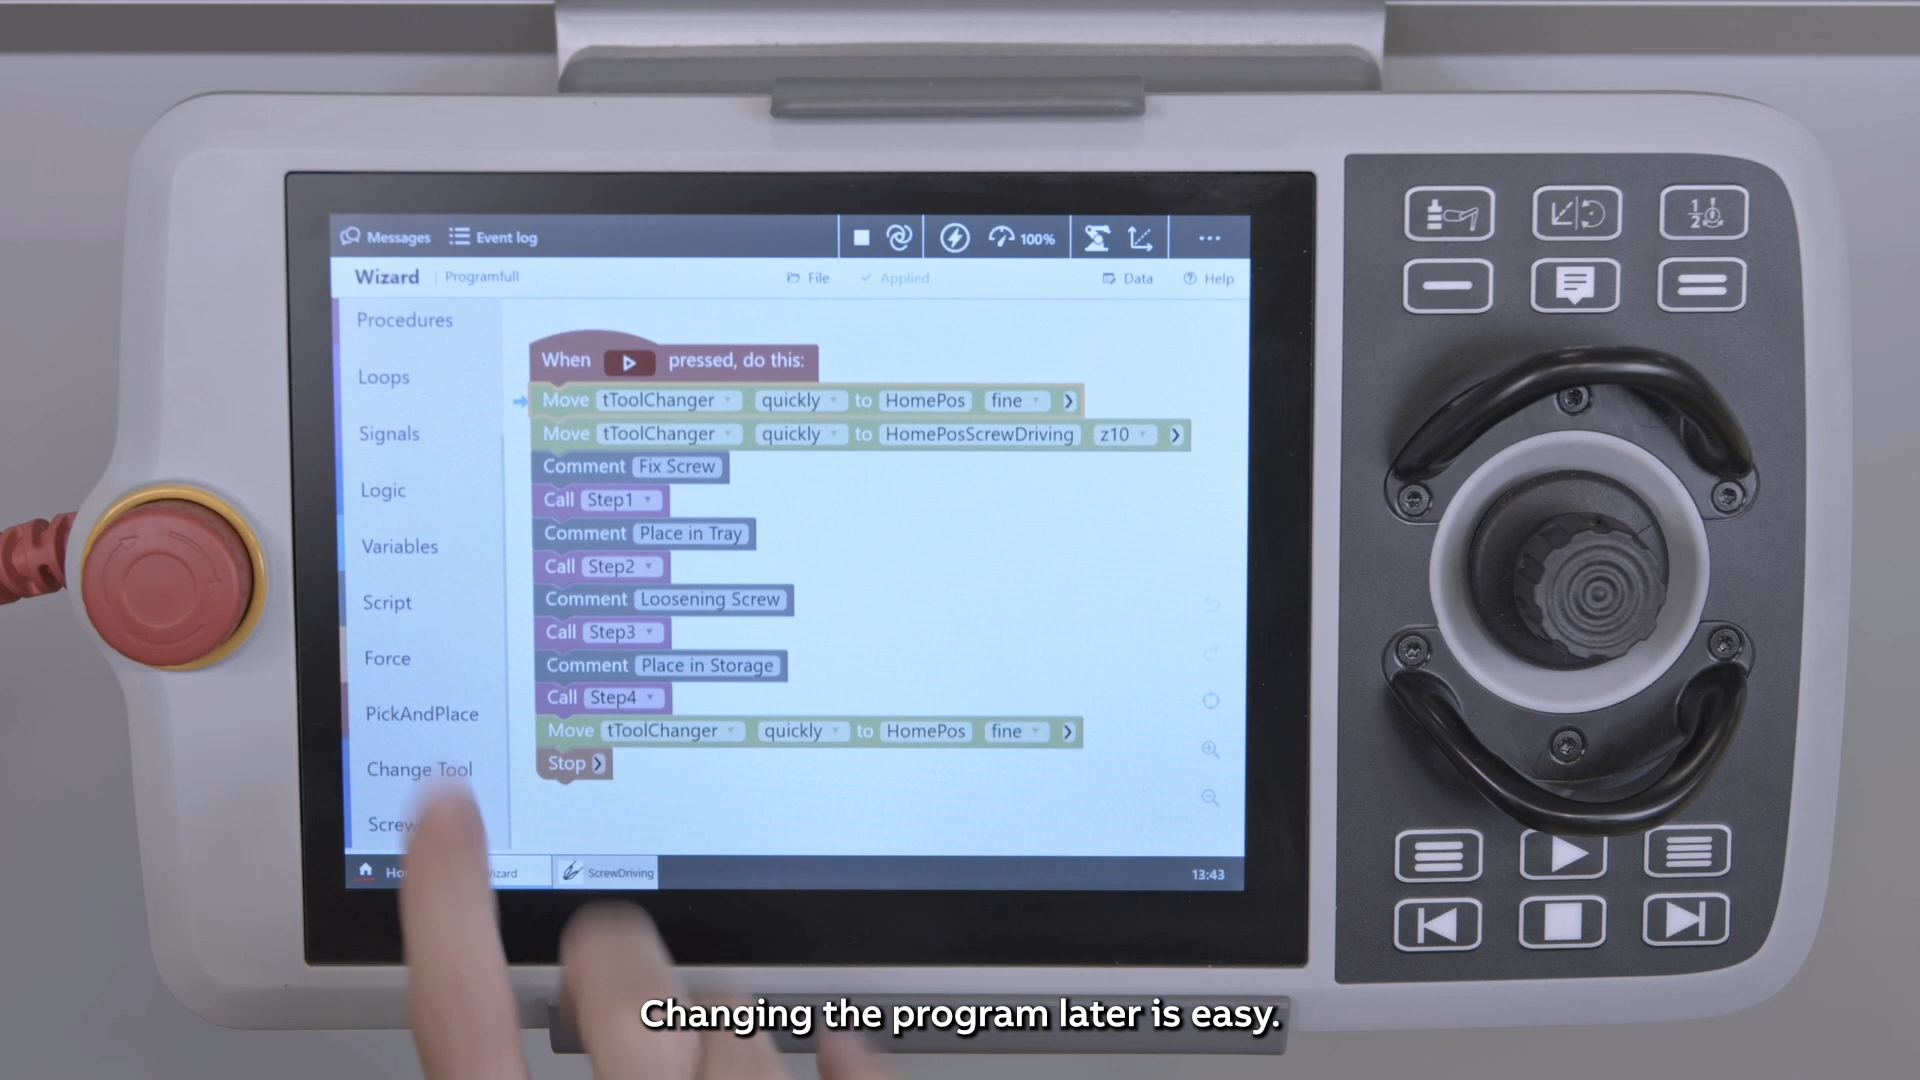 Messages Event log 100% ...
Wizard | Programfull File Applied Data Help
Procedures
Loops
Signals
Logic
Variables
Script
Force
PickAndPlace
Change Tool
When pressed, do this:
Move tToolChanger quickly to HomePos fine
Move tToolChanger quickly to HomePosScrewDriving z10
Comment Fix Screw
Call Step1
Comment Place in Tray
Call Step2
Comment Loosening Screw
Call Step3
Comment Place in Storage
Call Step4
Move tToolChanger quickly to HomePos fine
Stop
ScrewDriving 13:43
1/2
Changing the program later is easy.